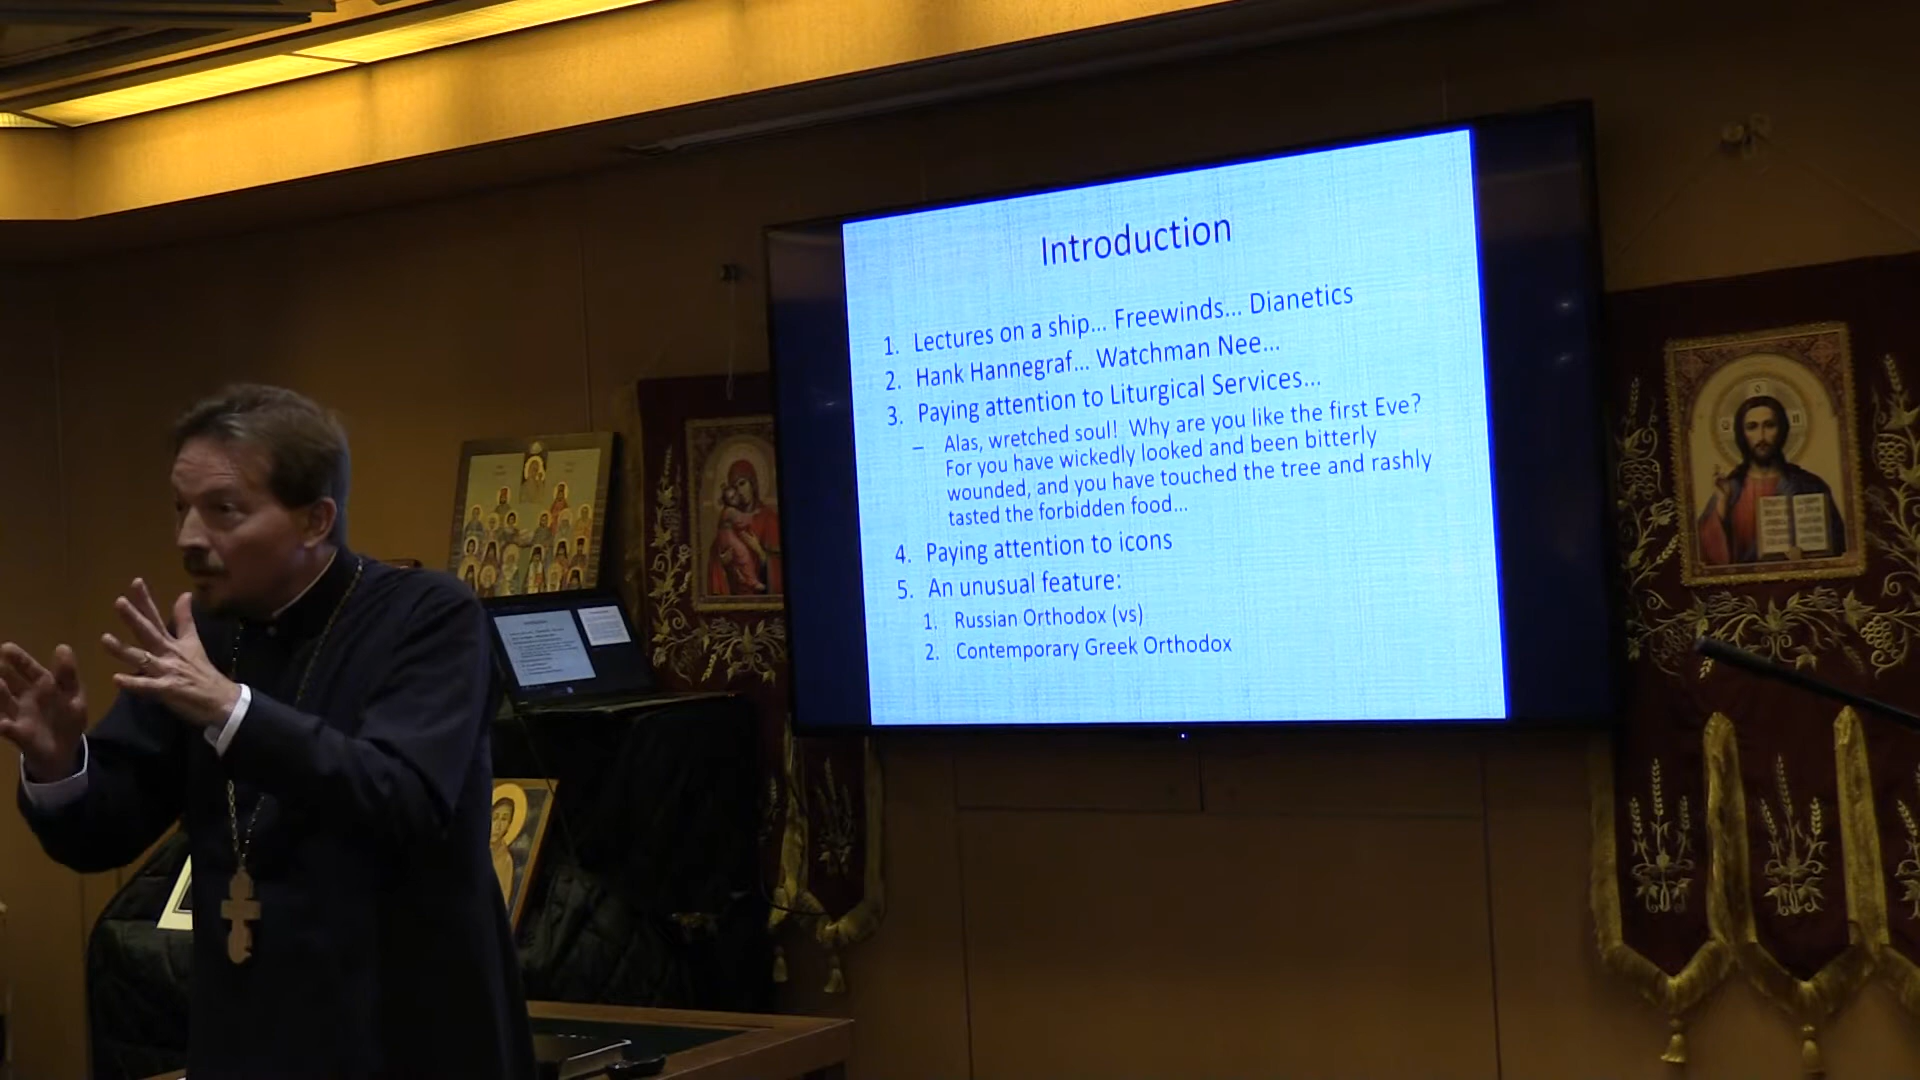 Introduction
1. Lectures on a ship... Freewinds... Dianetics
2. Hank Hannegraf... Watchman Nee...
3. Paying attention to Liturgical Services...
– Alas, wretched soul! Why are you like the first Eve?
For you have wickedly looked and been bitterly
wounded, and you have touched the tree and rashly
tasted the forbidden food...
4. Paying attention to icons
5. An unusual feature:
1. Russian Orthodox (vs)
2. Contemporary Greek Orthodox